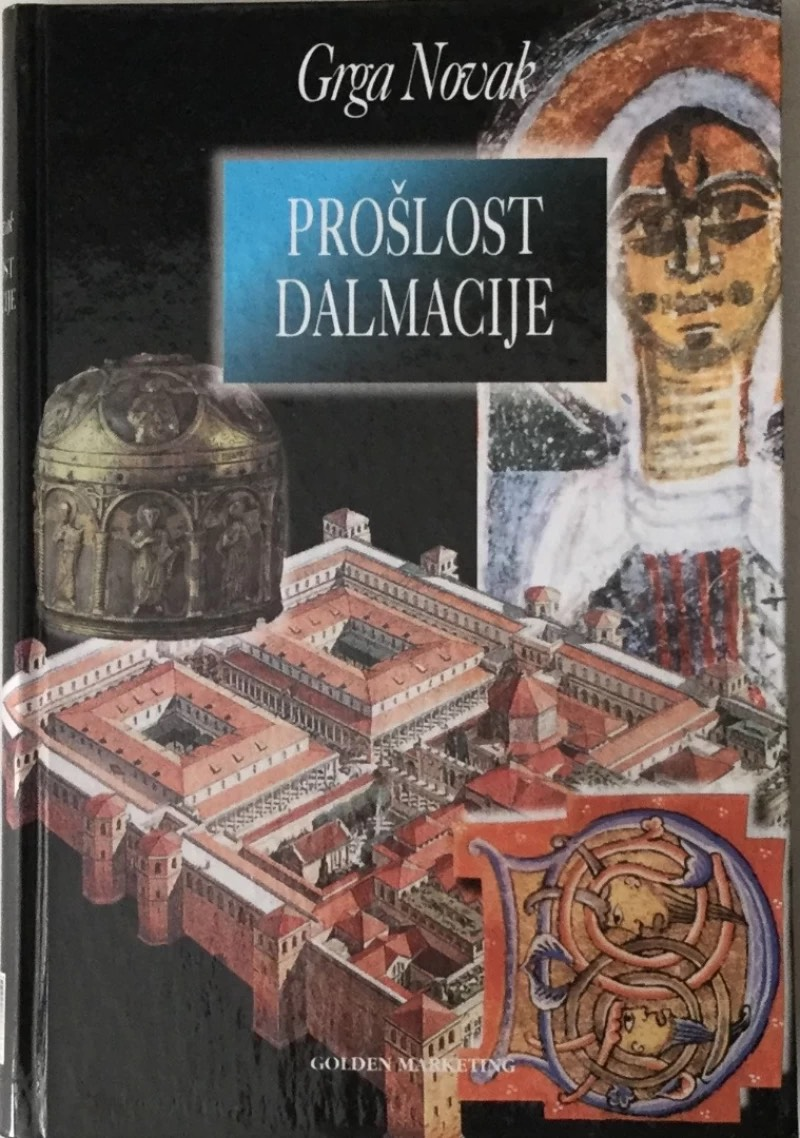 Grga Novak
PROŠLOST
DALMACIJE
GOLDEN MARKETING